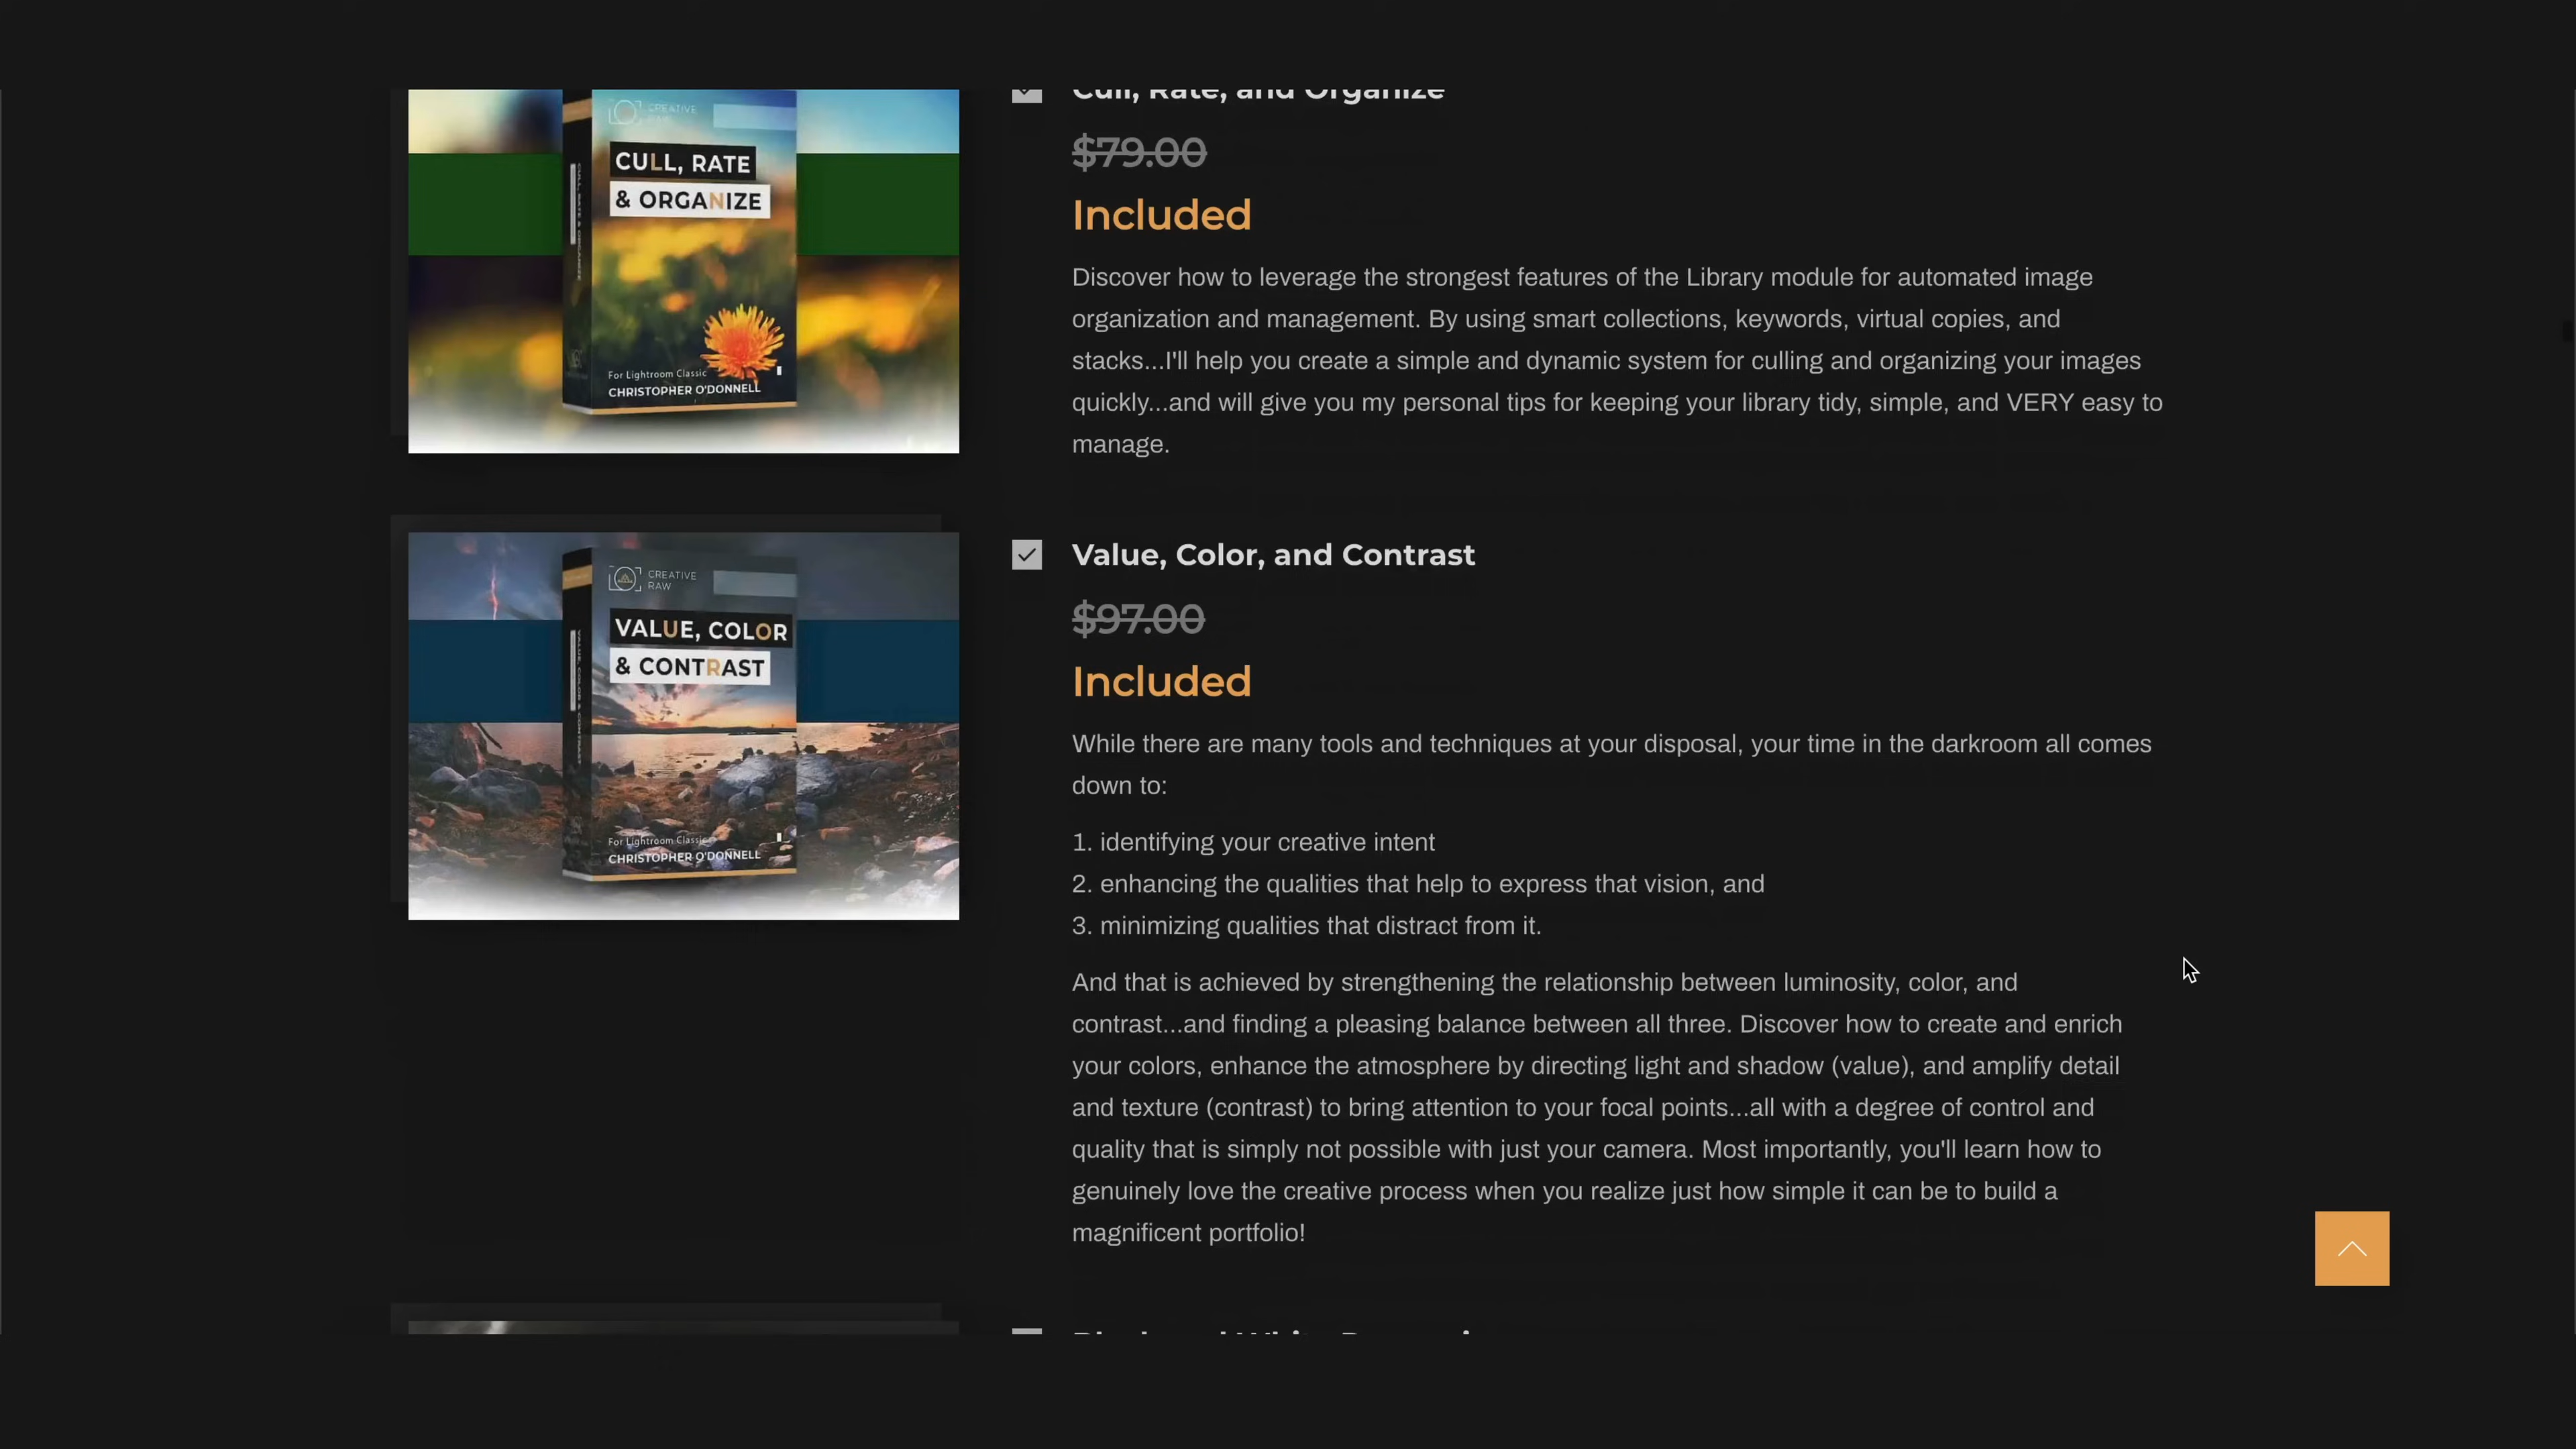 Cull, Rate, and Organize
$79.00
Included
Discover how to leverage the strongest features of the Library module for automated image
organization and management. By using smart collections, keywords, virtual copies, and
stacks...I'll help you create a simple and dynamic system for culling and organizing your images
quickly...and will give you my personal tips for keeping your library tidy, simple, and VERY easy to
manage.
CREATIVE
CULL, RATE
& ORGANIZE
For Lightroom Classic
CHRISTOPHER O'DONNELL
Value, Color, and Contrast
$97.00
Included
While there are many tools and techniques at your disposal, your time in the darkroom all comes
down to:
1. identifying your creative intent
2. enhancing the qualities that help to express that vision, and
3. minimizing qualities that distract from it.
And that is achieved by strengthening the relationship between luminosity, color, and
contrast...and finding a pleasing balance between all three. Discover how to create and enrich
your colors, enhance the atmosphere by directing light and shadow (value), and amplify detail
and texture (contrast) to bring attention to your focal points...all with a degree of control and
quality that is simply not possible with just your camera. Most importantly, you'll learn how to
genuinely love the creative process when you realize just how simple it can be to build a
magnificent portfolio!
CREATIVE
RAW
VALUE, COLOR
& CONTRAST
For Lightroom Classic
CHRISTOPHER O'DONNELL